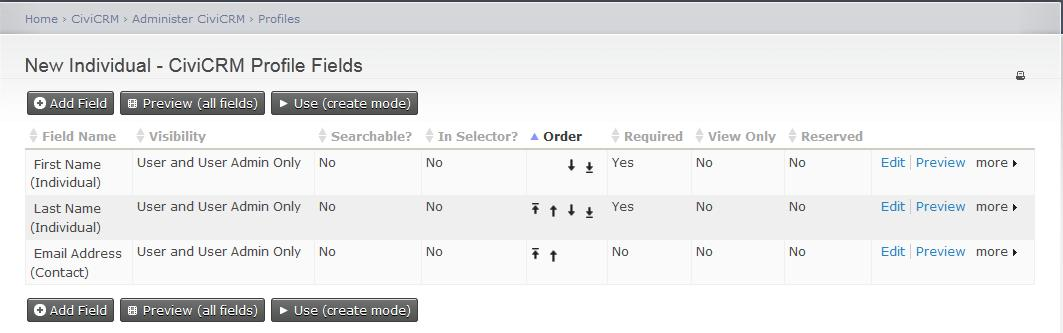 Home › CiviCRM › Administer CiviCRM › Profiles
New Individual - CiviCRM Profile Fields
Add Field Preview (all fields) Use (create mode)
Field Name Visibility Searchable? In Selector? Order Required View Only Reserved
First Name (Individual) User and User Admin Only No No Yes No No Edit Preview more
Last Name (Individual) User and User Admin Only No No Yes No No Edit Preview more
Email Address (Contact) User and User Admin Only No No No No No Edit Preview more
Add Field Preview (all fields) Use (create mode)